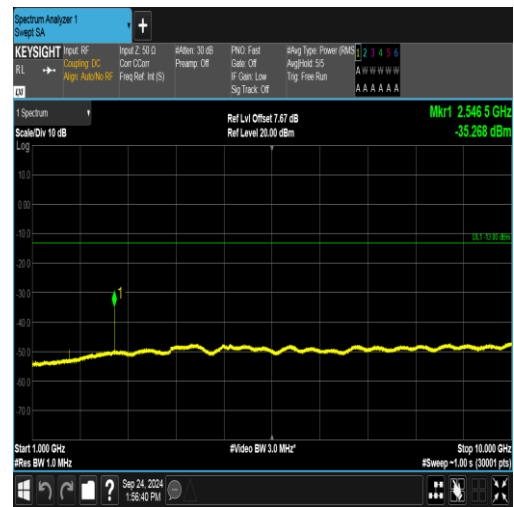 Spectrum Analyzer 1
Swept SA
+
KEYSIGHT
RL
LXI
Input: RF
Coupling: DC
Align: Auto/No RF
Input Z: 50 Ω
Corr CCorr
Freq Ref: Int (S)
#Atten: 30 dB
Preamp: Off
PNO: Fast
Gate: Off
IF Gain: Low
Sig Track: Off
#Avg Type: Power (RMS
Avg|Hold: 5/5
Trig: Free Run
1 2 3 4 5 6
A W W W W W
A A A A A A
1 Spectrum
Scale/Div 10 dB
Log
Ref Lvl Offset 7.67 dB
Ref Level 20.00 dBm
Mkr1 2.546 5 GHz
-35.268 dBm
10.0
0.00
-10.0
DL1 -13.00 dBm
-20.0
-30.0
1
-40.0
-50.0
-60.0
-70.0
Start 1.000 GHz
#Res BW 1.0 MHz
#Video BW 3.0 MHz*
Stop 10.000 GHz
#Sweep ~1.00 s (30001 pts)
?
Sep 24, 2024
1:56:40 PM